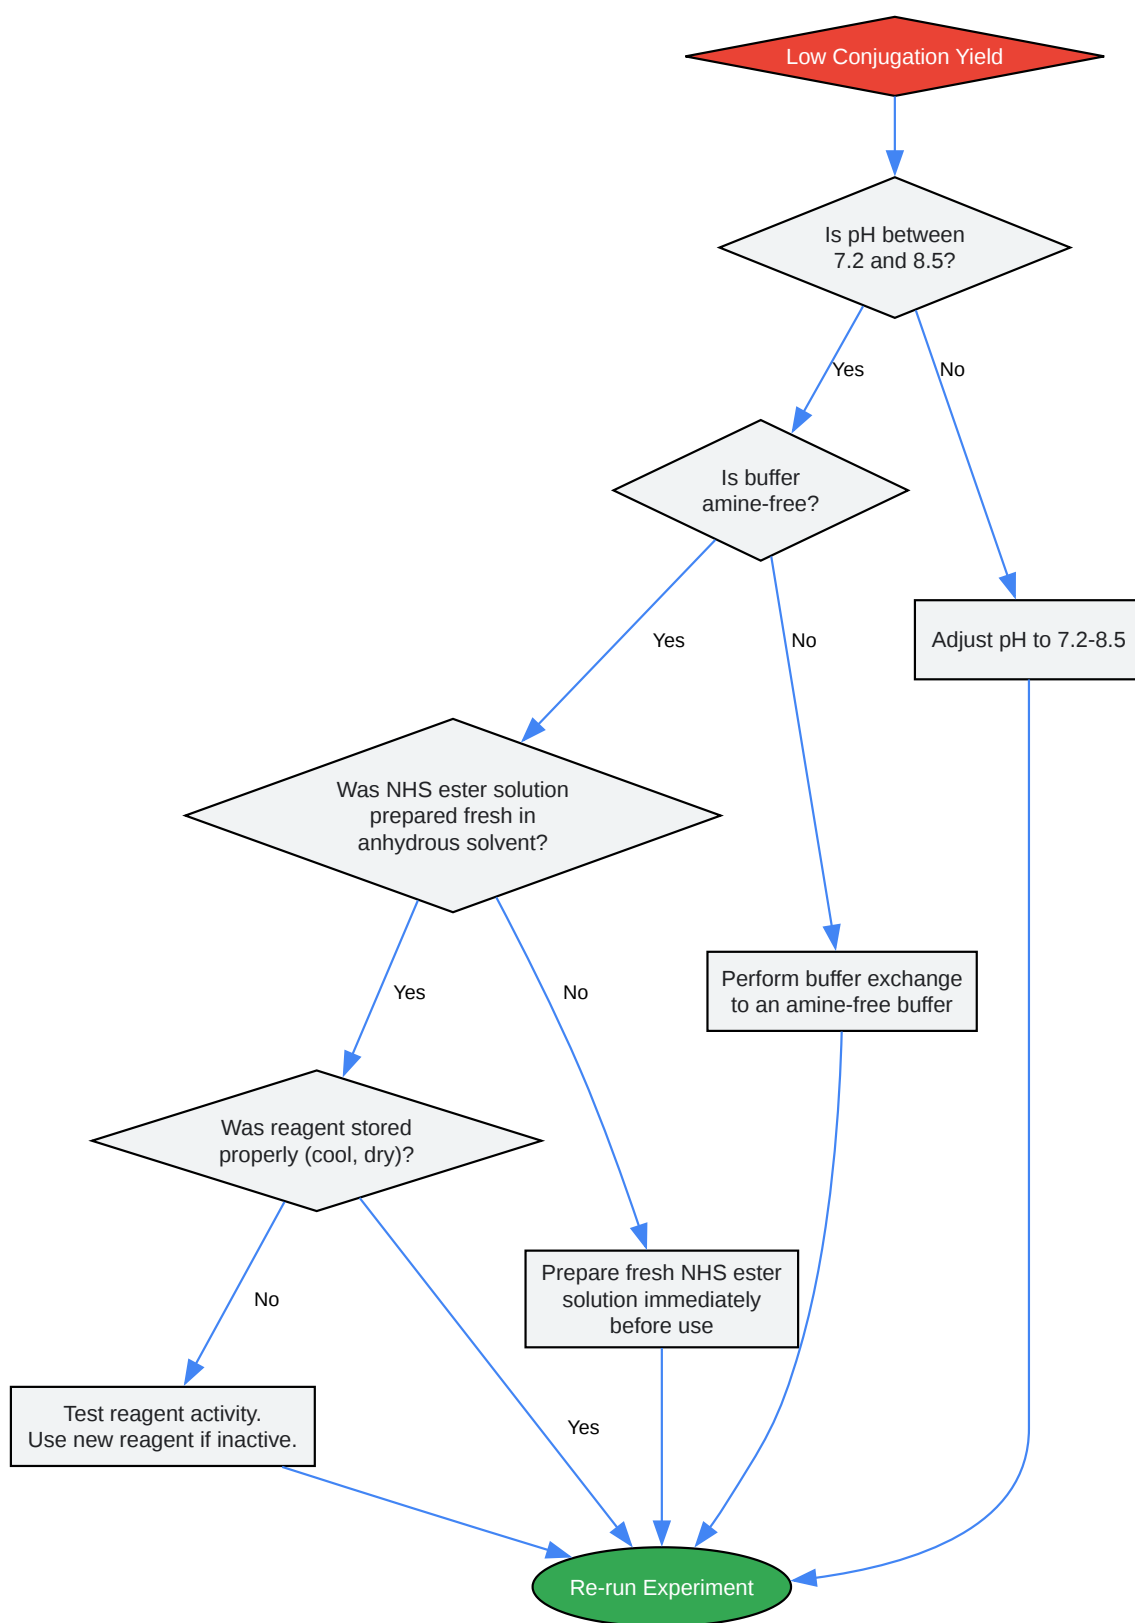 Low Conjugation Yield
Is pH between
7.2 and 8.5?
Yes
No
Is buffer
amine-free?
Yes
No
Adjust pH to 7.2-8.5
Was NHS ester solution
prepared fresh in
anhydrous solvent?
Yes
No
Perform buffer exchange
to an amine-free buffer
Was reagent stored
properly (cool, dry)?
No
Prepare fresh NHS ester
solution immediately
before use
Test reagent activity.
Use new reagent if inactive.
Yes
Re-run Experiment